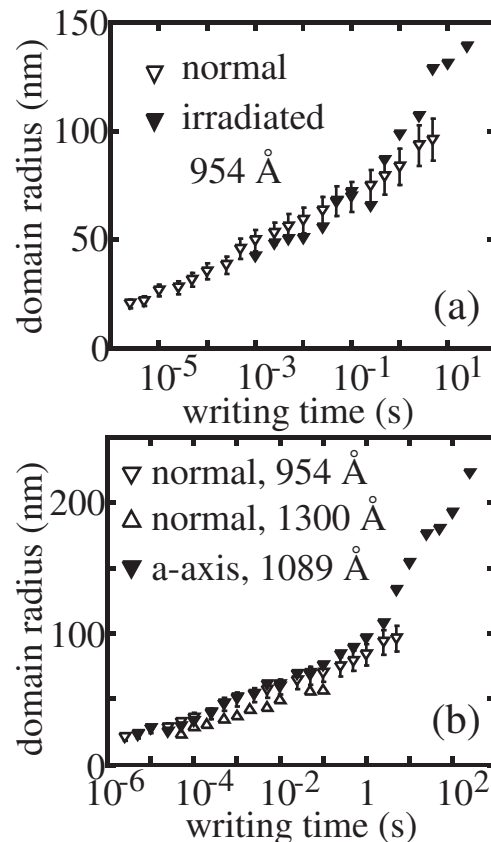 150
100
50
0
domain radius (nm)
normal
irradiated
954 Å
(a)
10⁻⁵ 10⁻³ 10⁻¹ 10¹
writing time (s)
200
100
0
domain radius (nm)
normal, 954 Å
normal, 1300 Å
a-axis, 1089 Å
(b)
10⁻⁶ 10⁻⁴ 10⁻² 1 10²
writing time (s)